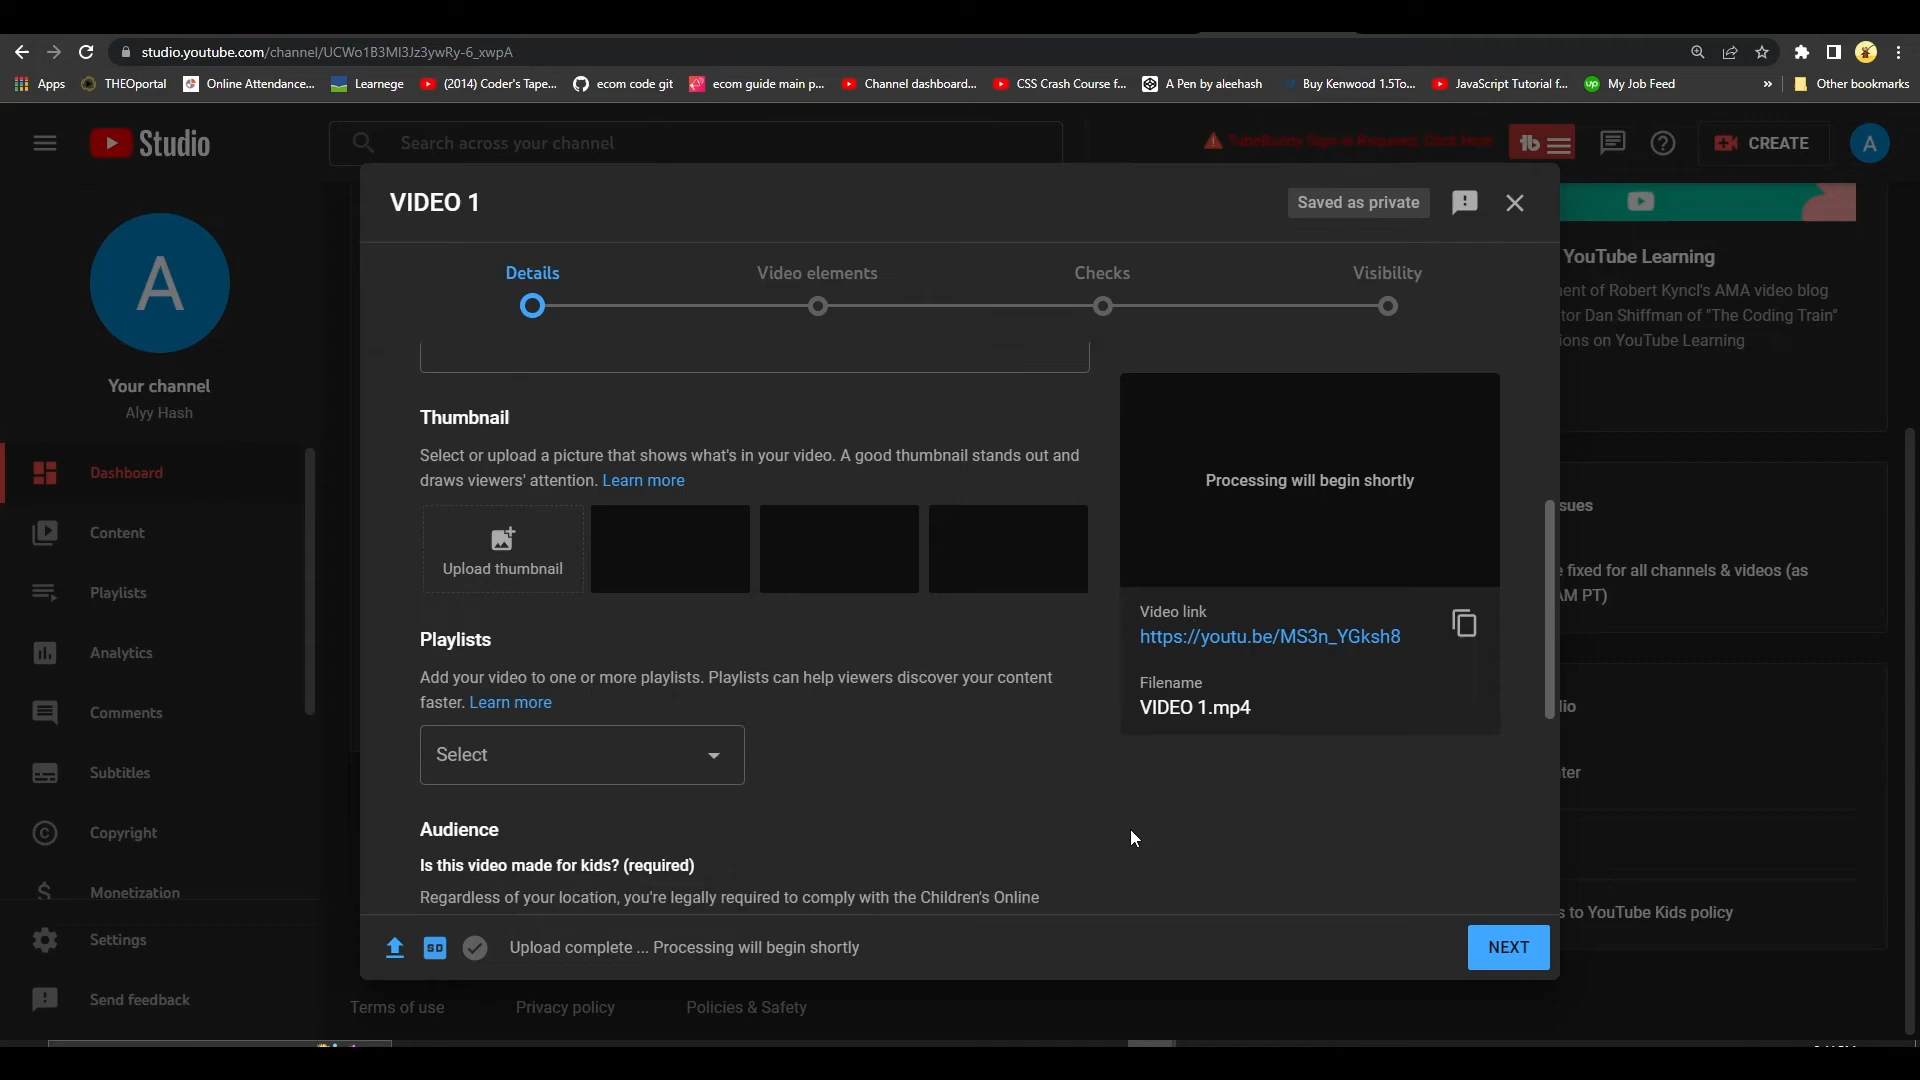 studio.youtube.com/channel/UCWo1B3MI3Jz3ywRy-6_xwpA
Apps THEOportal Online Attendance... Learnege (2014) Coder's Tape... ecom code git ecom guide main p... Channel dashboard... CSS Crash Course f... A Pen by aleehash Buy Kenwood 1.5To... JavaScript Tutorial f... My Job Feed » Other bookmarks
Studio
Search across your channel
TubeBuddy Sign-in Required. Click Here
tb
CREATE
A
A
Your channel
Alyy Hash
Dashboard
Content
Playlists
Analytics
Comments
Subtitles
Copyright
Monetization
Settings
Send feedback
VIDEO 1
Saved as private
Details
Video elements
Checks
Visibility
Thumbnail
Select or upload a picture that shows what's in your video. A good thumbnail stands out and
draws viewers' attention. Learn more
Upload thumbnail
Playlists
Add your video to one or more playlists. Playlists can help viewers discover your content
faster. Learn more
Select
Audience
Is this video made for kids? (required)
Regardless of your location, you're legally required to comply with the Children's Online
Processing will begin shortly
Video link
https://youtu.be/MS3n_YGksh8
Filename
VIDEO 1.mp4
SD
Upload complete ... Processing will begin shortly
NEXT
YouTube Learning
ent of Robert Kyncl's AMA video blog
tor Dan Shiffman of "The Coding Train"
ions on YouTube Learning
sues
e fixed for all channels & videos (as
AM PT)
lio
ter
s to YouTube Kids policy
Terms of use
Privacy policy
Policies & Safety